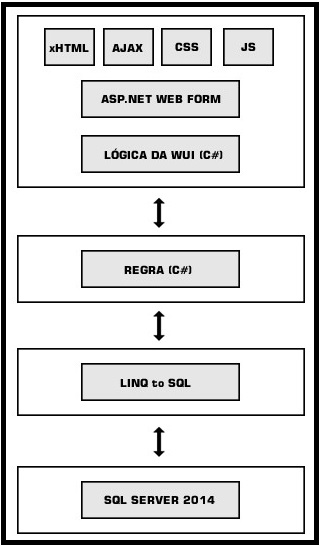 xHTML AJAX CSS JS
ASP.NET WEB FORM
LÓGICA DA WUI (C#)
REGRA (C#)
LINQ to SQL
SQL SERVER 2014